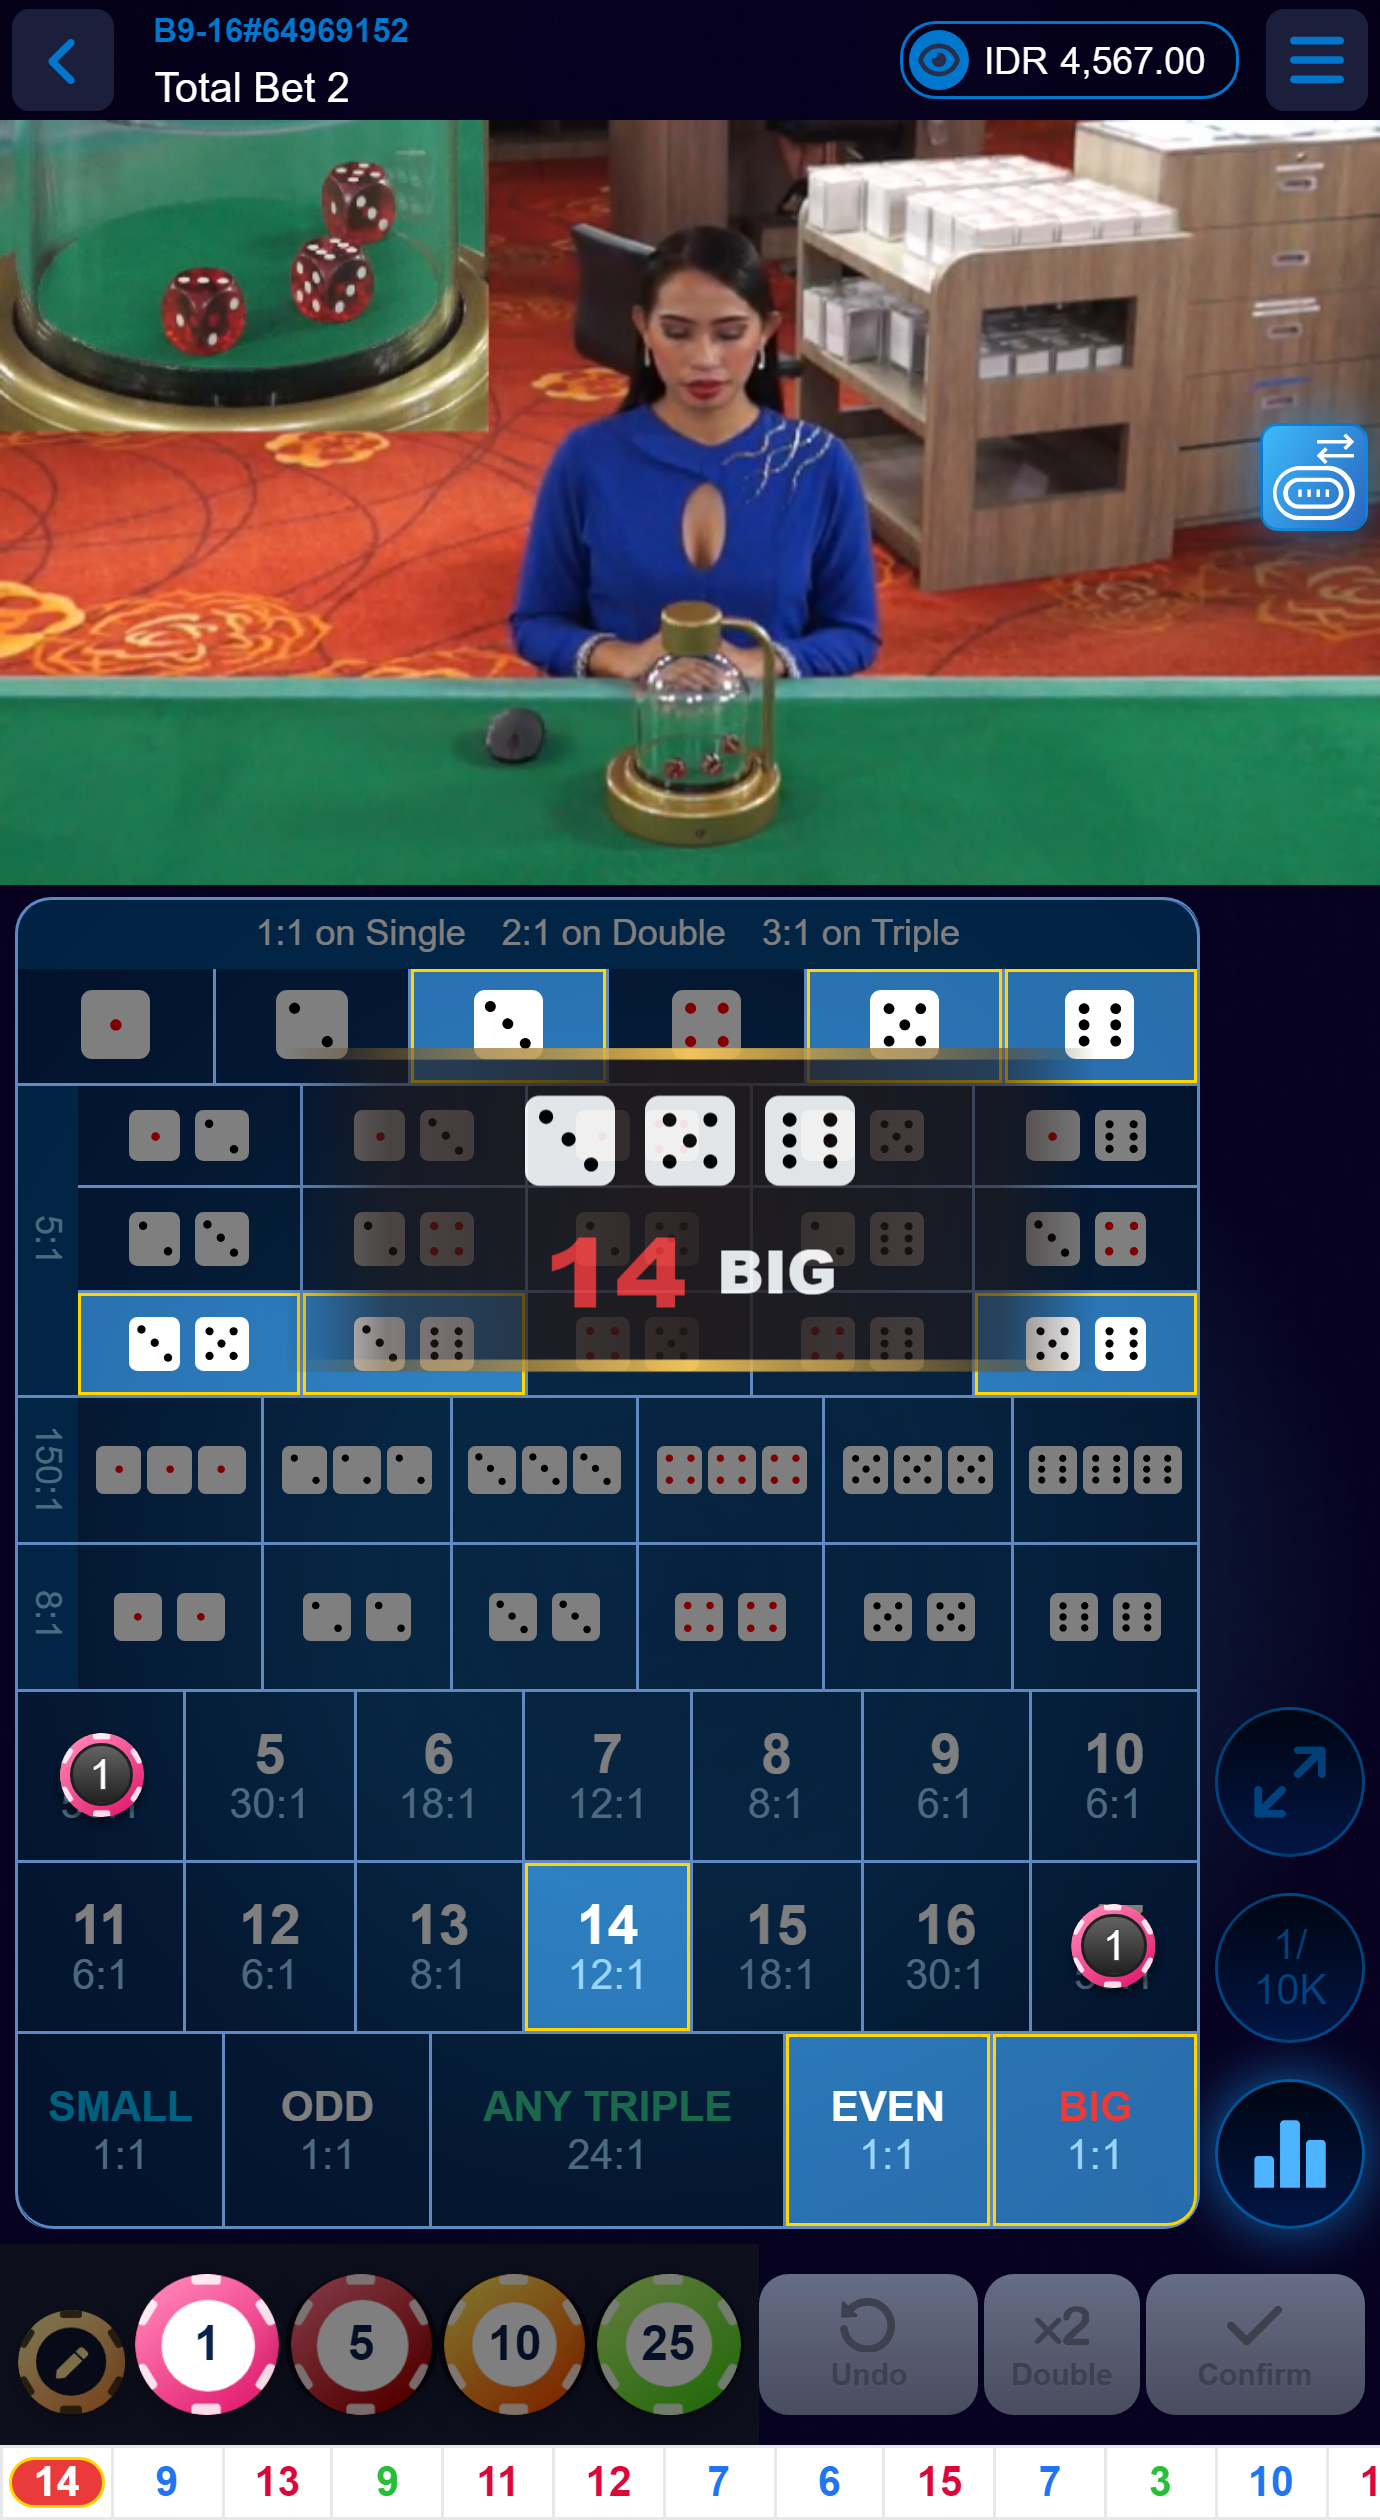 B9-16#64969152
Total Bet 2
IDR 4,567.00
1:1 on Single 2:1 on Double 3:1 on Triple
5:1
14 BIG
150:1
8:1
1 5 6 7 8 9 10
30:1 18:1 12:1 8:1 6:1 6:1
11 12 13 14 15 16 1
6:1 6:1 8:1 12:1 18:1 30:1
1/
10K
SMALL ODD ANY TRIPLE EVEN BIG
1:1 1:1 24:1 1:1 1:1
1 5 10 25 x2
Undo Double Confirm
14 9 13 9 11 12 7 6 15 7 3 10